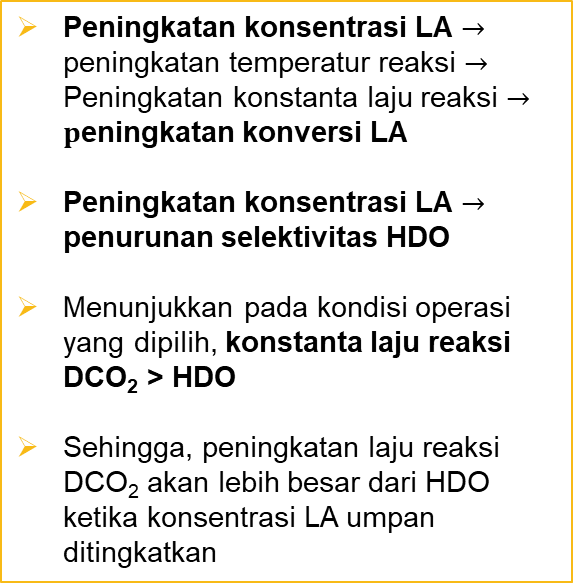 ➢ Peningkatan konsentrasi LA →
peningkatan temperatur reaksi →
Peningkatan konstanta laju reaksi →
peningkatan konversi LA
➢ Peningkatan konsentrasi LA →
penurunan selektivitas HDO
➢ Menunjukkan pada kondisi operasi
yang dipilih, konstanta laju reaksi
DCO₂ > HDO
➢ Sehingga, peningkatan laju reaksi
DCO₂ akan lebih besar dari HDO
ketika konsentrasi LA umpan
ditingkatkan